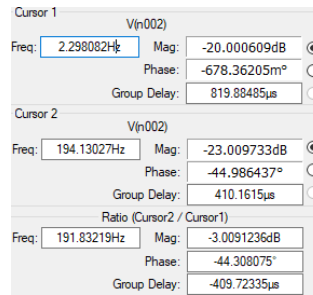 Cursor 1
V(n002)
Freq: 2.298082Hz Mag: -20.000609dB
Phase: -678.36205m°
Group Delay: 819.88485µs
Cursor 2
V(n002)
Freq: 194.13027Hz Mag: -23.009733dB
Phase: -44.986437°
Group Delay: 410.1615µs
Ratio (Cursor2 / Cursor1)
Freq: 191.83219Hz Mag: -3.0091236dB
Phase: -44.308075°
Group Delay: -409.72335µs